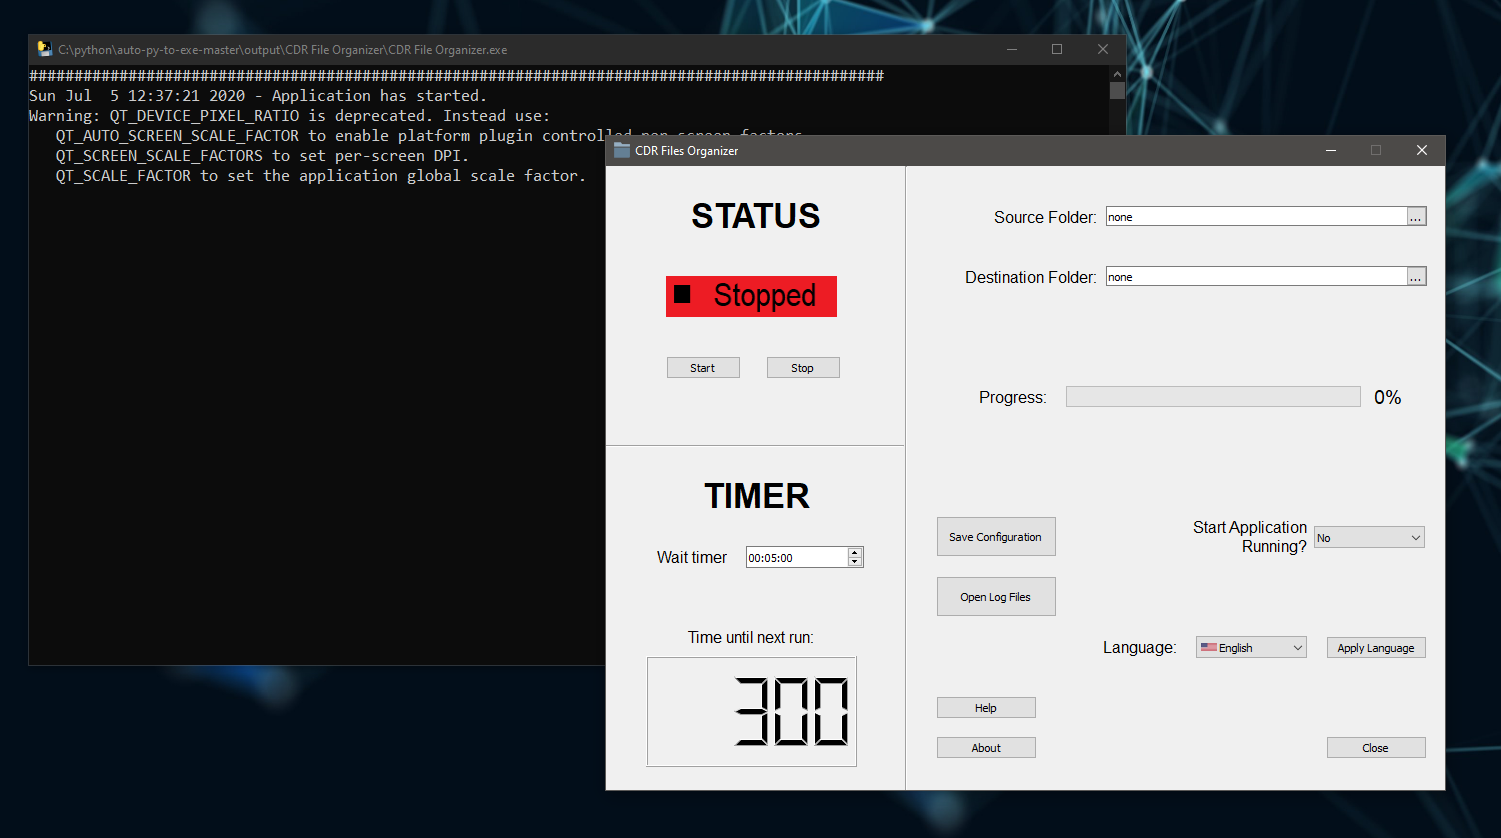 C:\python\auto-py-to-exe-master\output\CDR File Organizer\CDR File Organizer.exe
###############################################################################################
Sun Jul  5 12:37:21 2020 - Application has started.
Warning: QT_DEVICE_PIXEL_RATIO is deprecated. Instead use:
   QT_AUTO_SCREEN_SCALE_FACTOR to enable platform plugin controlled per-screen factors.
   QT_SCREEN_SCALE_FACTORS to set per-screen DPI.
   QT_SCALE_FACTOR to set the application global scale factor.
CDR Files Organizer
STATUS
Stopped
Start Stop
TIMER
Wait timer 00:05:00
Time until next run:
300
Source Folder: none ...
Destination Folder: none ...
Progress: 0%
Save Configuration
Start Application
Running? No
Open Log Files
Language: English Apply Language
Help
About
Close